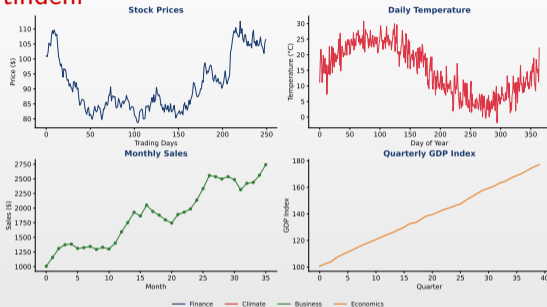 Stock Prices
Price ($)
110
105
100
95
90
85
80
0 50 100 150 200 250
Trading Days
Daily Temperature
Temperature (°C)
30
25
20
15
10
5
0
0 50 100 150 200 250 300 350
Day of Year
Monthly Sales
Sales ($)
2750
2500
2250
2000
1750
1500
1250
1000
0 5 10 15 20 25 30 35
Month
Quarterly GDP Index
GDP Index
180
160
140
120
100
0 5 10 15 20 25 30 35 40
Quarter
Finance Climate Business Economics